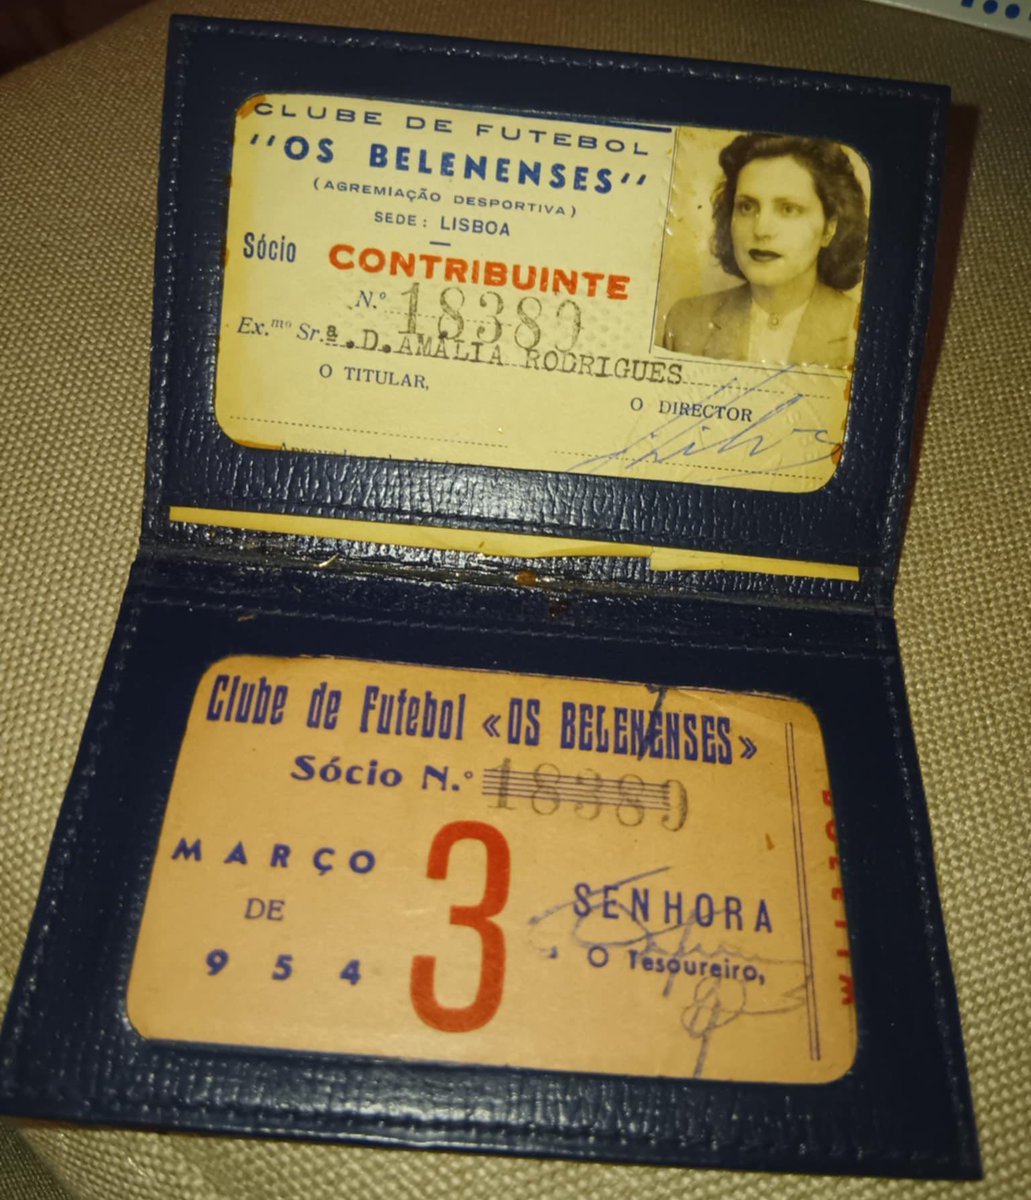 CLUBE DE FUTEBOL
"OS BELENENSES"
(AGREMIAÇÃO DESPORTIVA)
SEDE: LISBOA
Sócio CONTRIBUINTE
N.º 18389
Ex.mº Sr.ª.D.AMÁLIA RODRIGUES
O TITULAR,
O DIRECTOR
Clube de Futebol «OS BELENENSES»
Sócio N.º 18389
MARÇO
DE
954
3
SENHORA
O Tesoureiro,